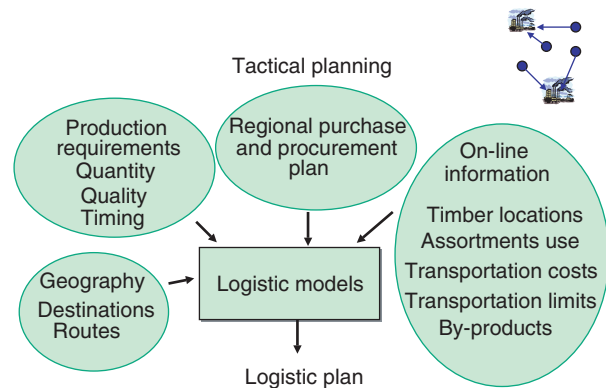 Tactical planning
Production
requirements
Quantity
Quality
Timing
Regional purchase
and procurement
plan
On-line
information
Timber locations
Assortments use
Transportation costs
Transportation limits
By-products
Geography
Destinations
Routes
Logistic models
Logistic plan